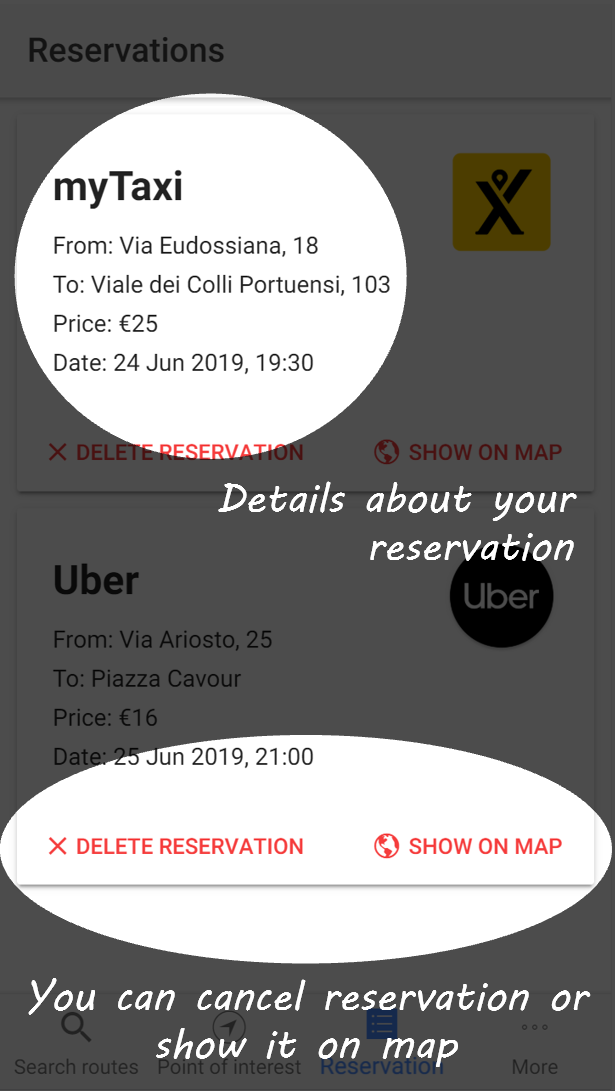 Reservations
myTaxi
From: Via Eudossiana, 18
To: Viale dei Colli Portuensi, 103
Price: €25
Date: 24 Jun 2019, 19:30
DELETE RESERVATION
SHOW ON MAP
Details about your
reservation
Uber
Uber
From: Via Ariosto, 25
To: Piazza Cavour
Price: €16
Date: 25 Jun 2019, 21:00
DELETE RESERVATION
SHOW ON MAP
You can cancel reservation or
show it on map
Search routes
Point of interest
Reservation
More